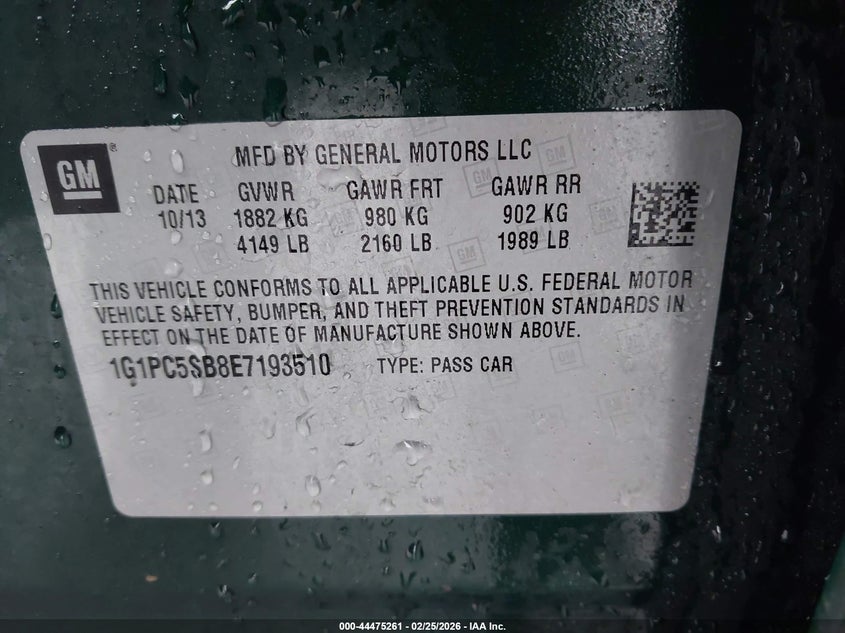 GM®
MFD BY GENERAL MOTORS LLC
DATE GVWR GAWR FRT GAWR RR
10/13 1882 KG 980 KG 902 KG
4149 LB 2160 LB 1989 LB
THIS VEHICLE CONFORMS TO ALL APPLICABLE U.S. FEDERAL MOTOR
VEHICLE SAFETY, BUMPER, AND THEFT PREVENTION STANDARDS IN
EFFECT ON THE DATE OF MANUFACTURE SHOWN ABOVE.
1G1PC5SB8E7193510 TYPE: PASS CAR
000-44475261 - 02/25/2026 - IAA Inc.